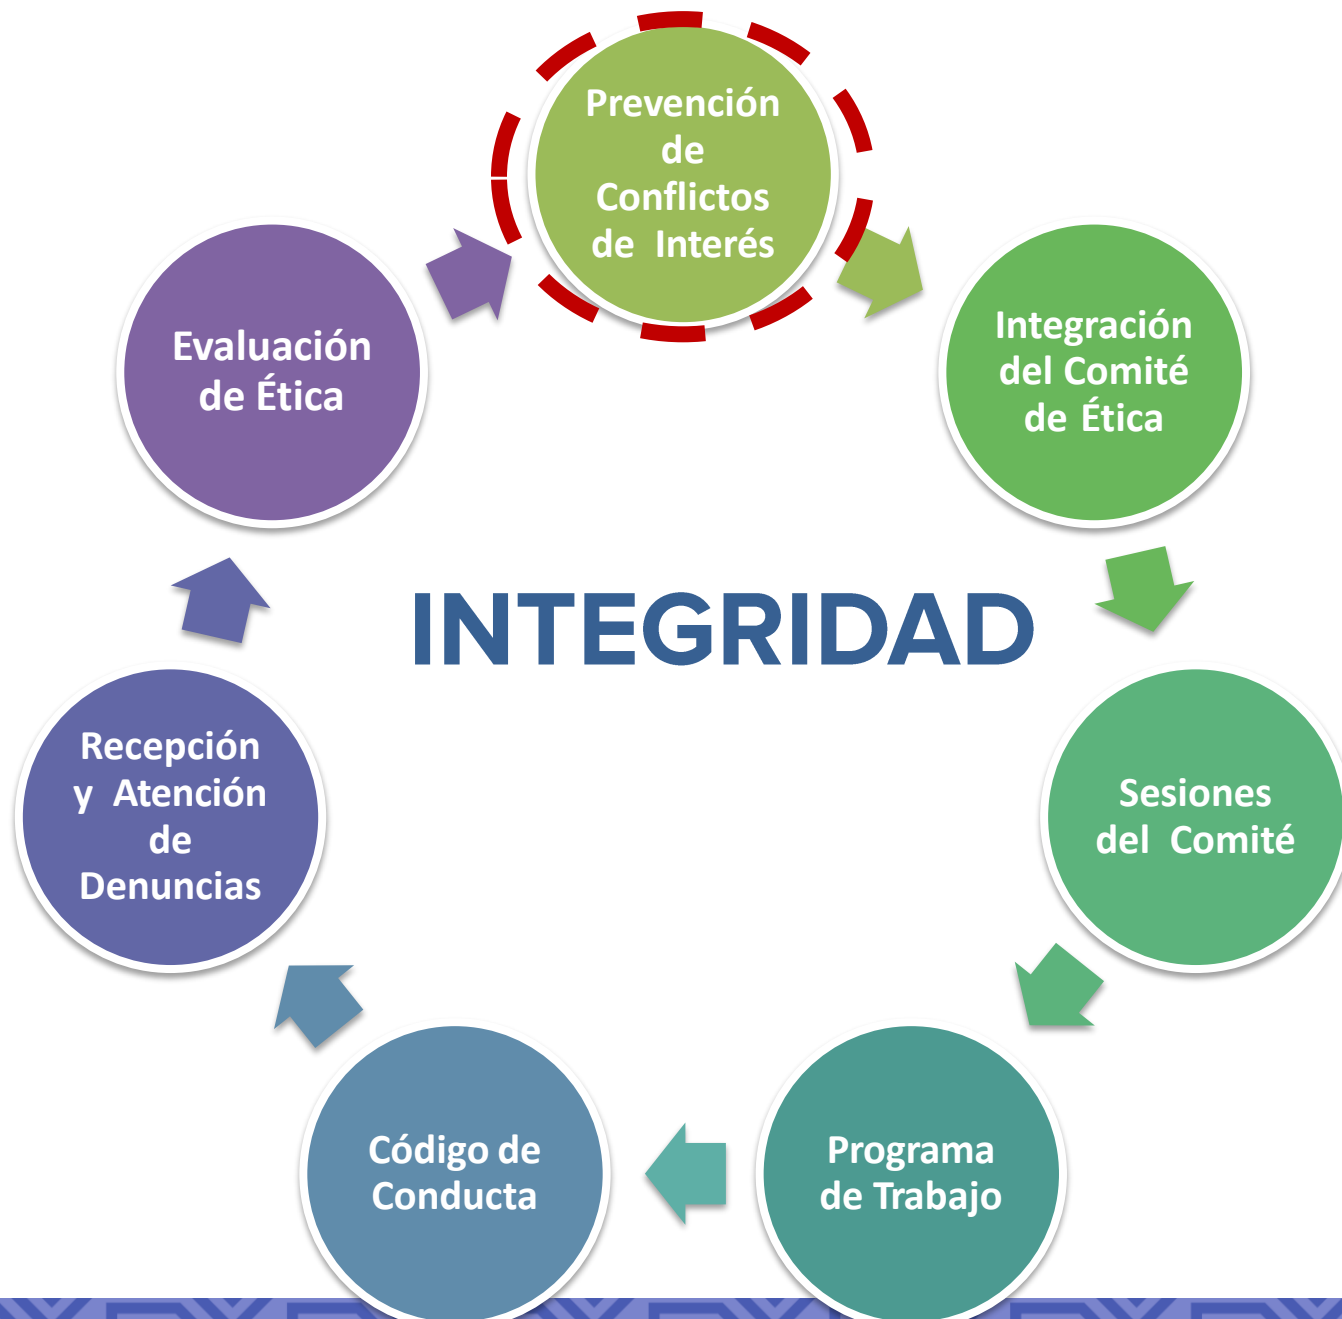 Prevención
de
Conflictos
de Interés
Integración
del Comité
de Ética
Sesiones
del Comité
Programa
de Trabajo
Código de
Conducta
Recepción
y Atención
de
Denuncias
Evaluación
de Ética
INTEGRIDAD